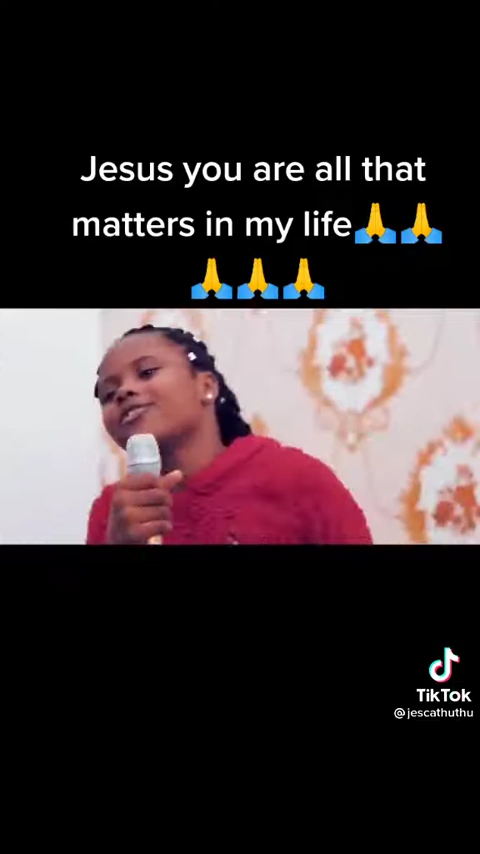 Jesus you are all that
matters in my life🙏🙏
🙏🙏🙏
TikTok
@jescathuthu